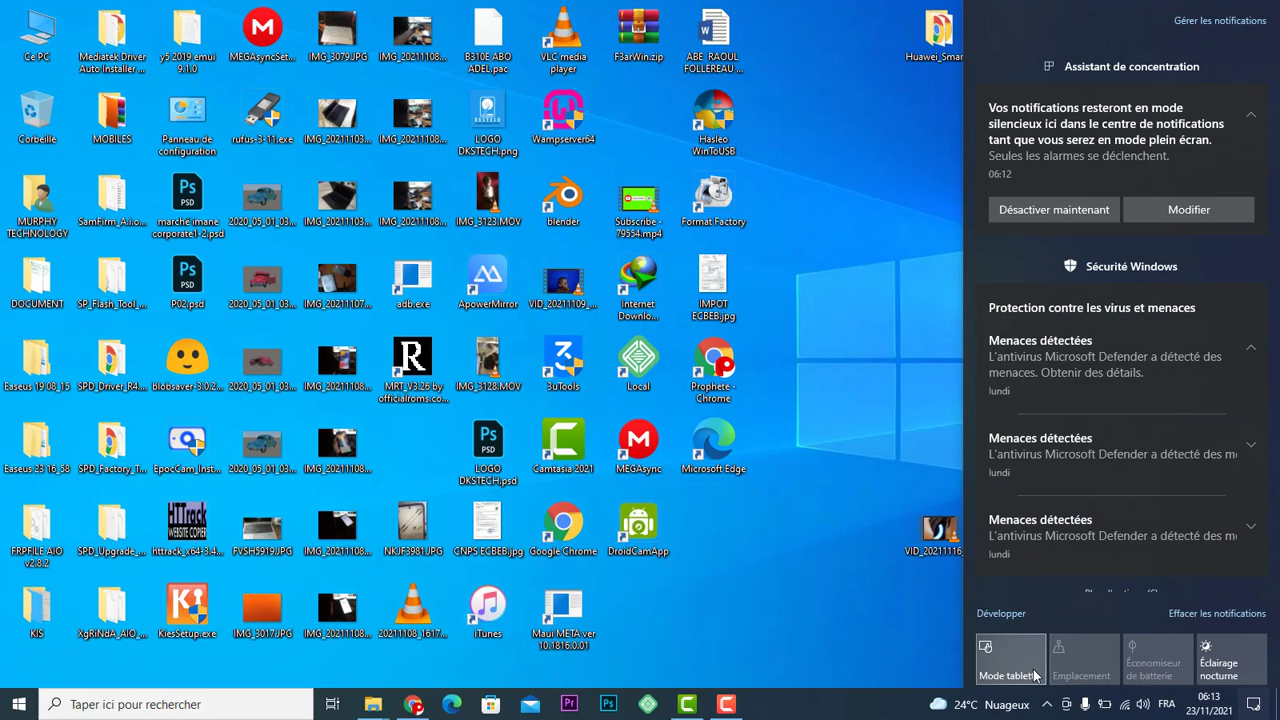 Ce PC
Mediatek Driver
Auto Installer ...
y5 2019 emui
9.1.0
MEGAsyncSet...
IMG_3079.JPG
IMG_20211108...
B310E ABO
ADEL.pac
VLC media
player
F3arWin.zip
ABE RAOUL
FOLLEREAU ...
Huawei_Smar
Corbeille
MOBILES
Panneau de
configuration
rufus-3-11.exe
IMG_20211103...
IMG_20211108...
LOGO
DKSTECH.png
Wampserver64
Hasleo
WinToUSB
MURPHY
TECHNOLOGY
SamFirm_A.i.o...
marché imane
corporate1-2.psd
2020_05_01_03...
IMG_20211103...
IMG_20211108...
IMG_3123.MOV
blender
Subscribe -
79554.mp4
Format Factory
DOCUMENT
SP_Flash_Tool_...
P02.psd
2020_05_01_03...
IMG_20211107...
adb.exe
ApowerMirror
VID_20211109_...
Internet
Downlo...
IMPOT
ECBEB.jpg
Easeus 19 08_15
SPD_Driver_R4....
blobsaver-3.0.2...
2020_05_01_03...
IMG_20211108...
MRT_V3.26 by
officialroms.co...
IMG_3128.MOV
3uTools
Local
Prophete -
Chrome
Easeus 23 16_58
SPD_Factory_T...
EpocCam_Inst...
2020_05_01_03...
IMG_20211108...
LOGO
DKSTECH.psd
Camtasia 2021
MEGAsync
Microsoft Edge
FRPFILE AIO
v2.8.2
SPD_Upgrade_...
HTTrack
WEBSITE COPIER
httrack_x64-3.4...
FVSH5919.JPG
IMG_20211108...
NKJF3981.JPG
CNPS ECBEB.jpg
Google Chrome
DroidCamApp
VID_20211116_
KIS
XgRiNdA_AIO_...
KiesSetup.exe
IMG_3017.JPG
IMG_20211108...
20211108_1617...
iTunes
Maui META ver
10.1816.0.01
Gérer les notifications
Assistant de concentration
Vos notifications resteront en mode
silencieux ici dans le centre de notifications
tant que vous serez en mode plein écran.
Seules les alarmes se déclenchent.
06:12
Désactiver maintenant
Modifier
Sécurité Windows
Protection contre les virus et menaces
Menaces détectées
L'antivirus Microsoft Defender a détecté des
menaces. Obtenir des détails.
lundi
Menaces détectées
L'antivirus Microsoft Defender a détecté des me
lundi
Menaces détectées
L'antivirus Microsoft Defender a détecté des me
lundi
Développer
Effacer les notifications
Mode tablette
Emplacement
Économiseur
de batterie
Éclairage
nocturne
Taper ici pour rechercher
24°C Nuageux
FRA
06:13
23/11/2021